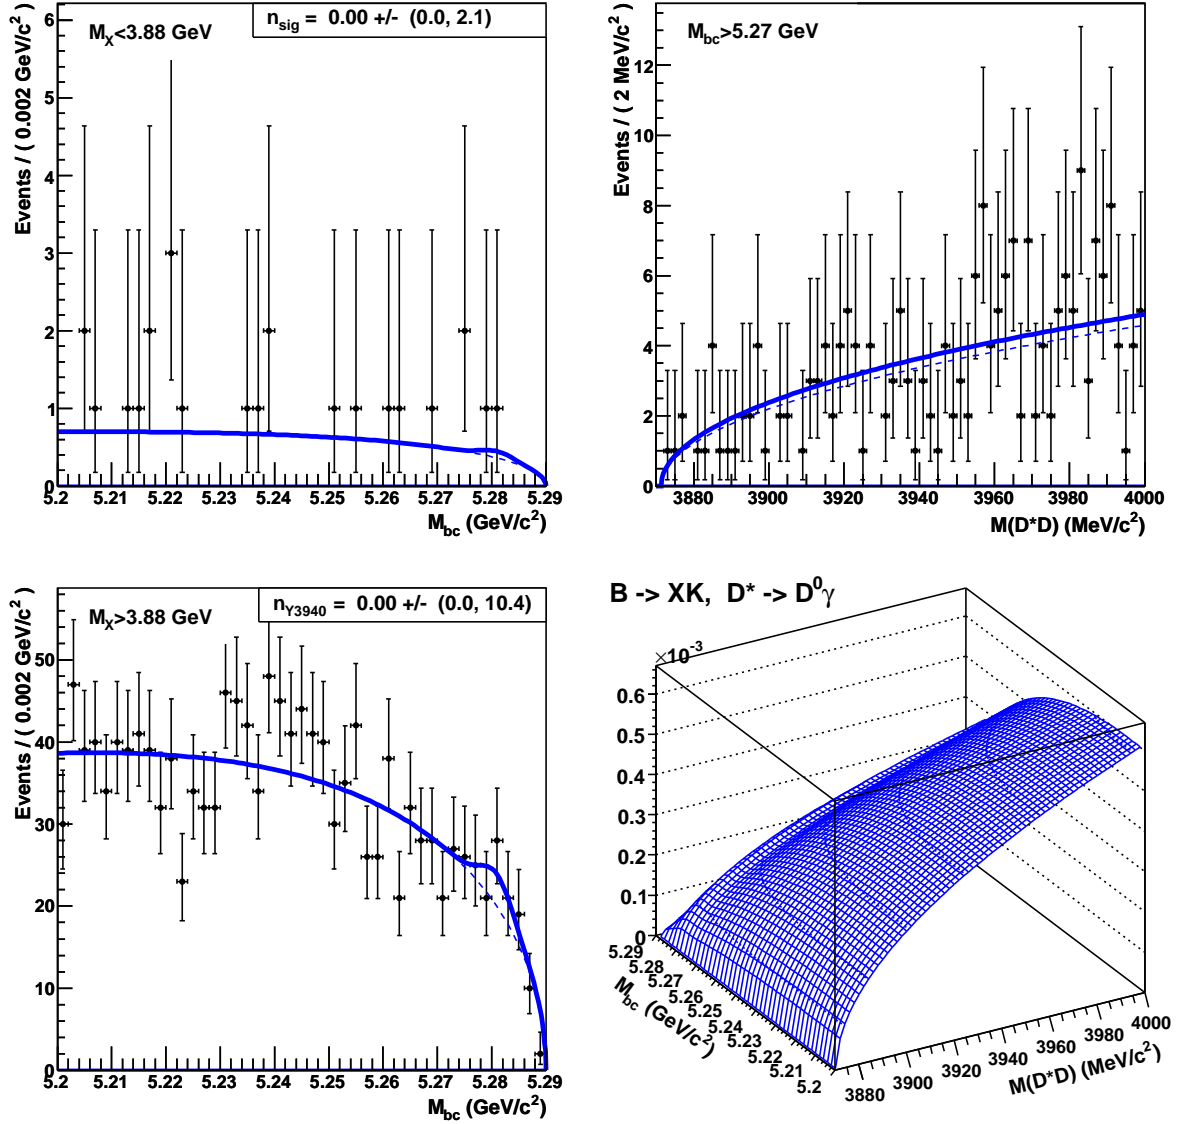 n_sig = 0.00 +/- (0.0, 2.1)
M_X<3.88 GeV
Events / ( 0.002 GeV/c² )
6
5
4
3
2
1
0
5.2 5.21 5.22 5.23 5.24 5.25 5.26 5.27 5.28 5.29
M_bc (GeV/c²)
M_bc>5.27 GeV
Events / ( 2 MeV/c² )
12
10
8
6
4
2
0
3880 3900 3920 3940 3960 3980 4000
M(D*D) (MeV/c²)
n_Y3940 = 0.00 +/- (0.0, 10.4)
M_X>3.88 GeV
Events / ( 0.002 GeV/c² )
50
40
30
20
10
0
5.2 5.21 5.22 5.23 5.24 5.25 5.26 5.27 5.28 5.29
M_bc (GeV/c²)
B -> XK, D* -> D⁰γ
×10⁻³
0.6
0.5
0.4
0.3
0.2
0.1
0
5.29
5.28
5.27
5.26
5.25
5.24
5.23
5.22
5.21
5.2
M_bc (GeV/c²)
3880 3900 3920 3940 3960 3980 4000
M(D*D) (MeV/c²)